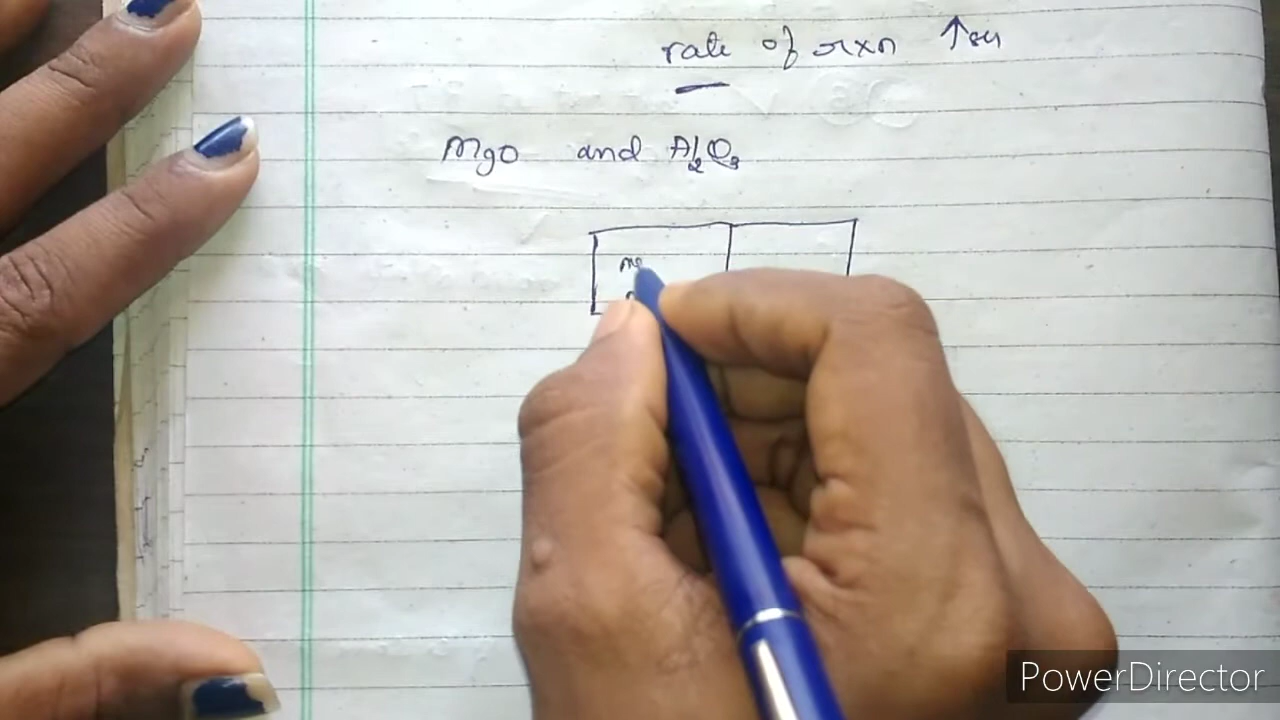 rate of rxn ↑ses
MgO and Al2O3
PowerDirector